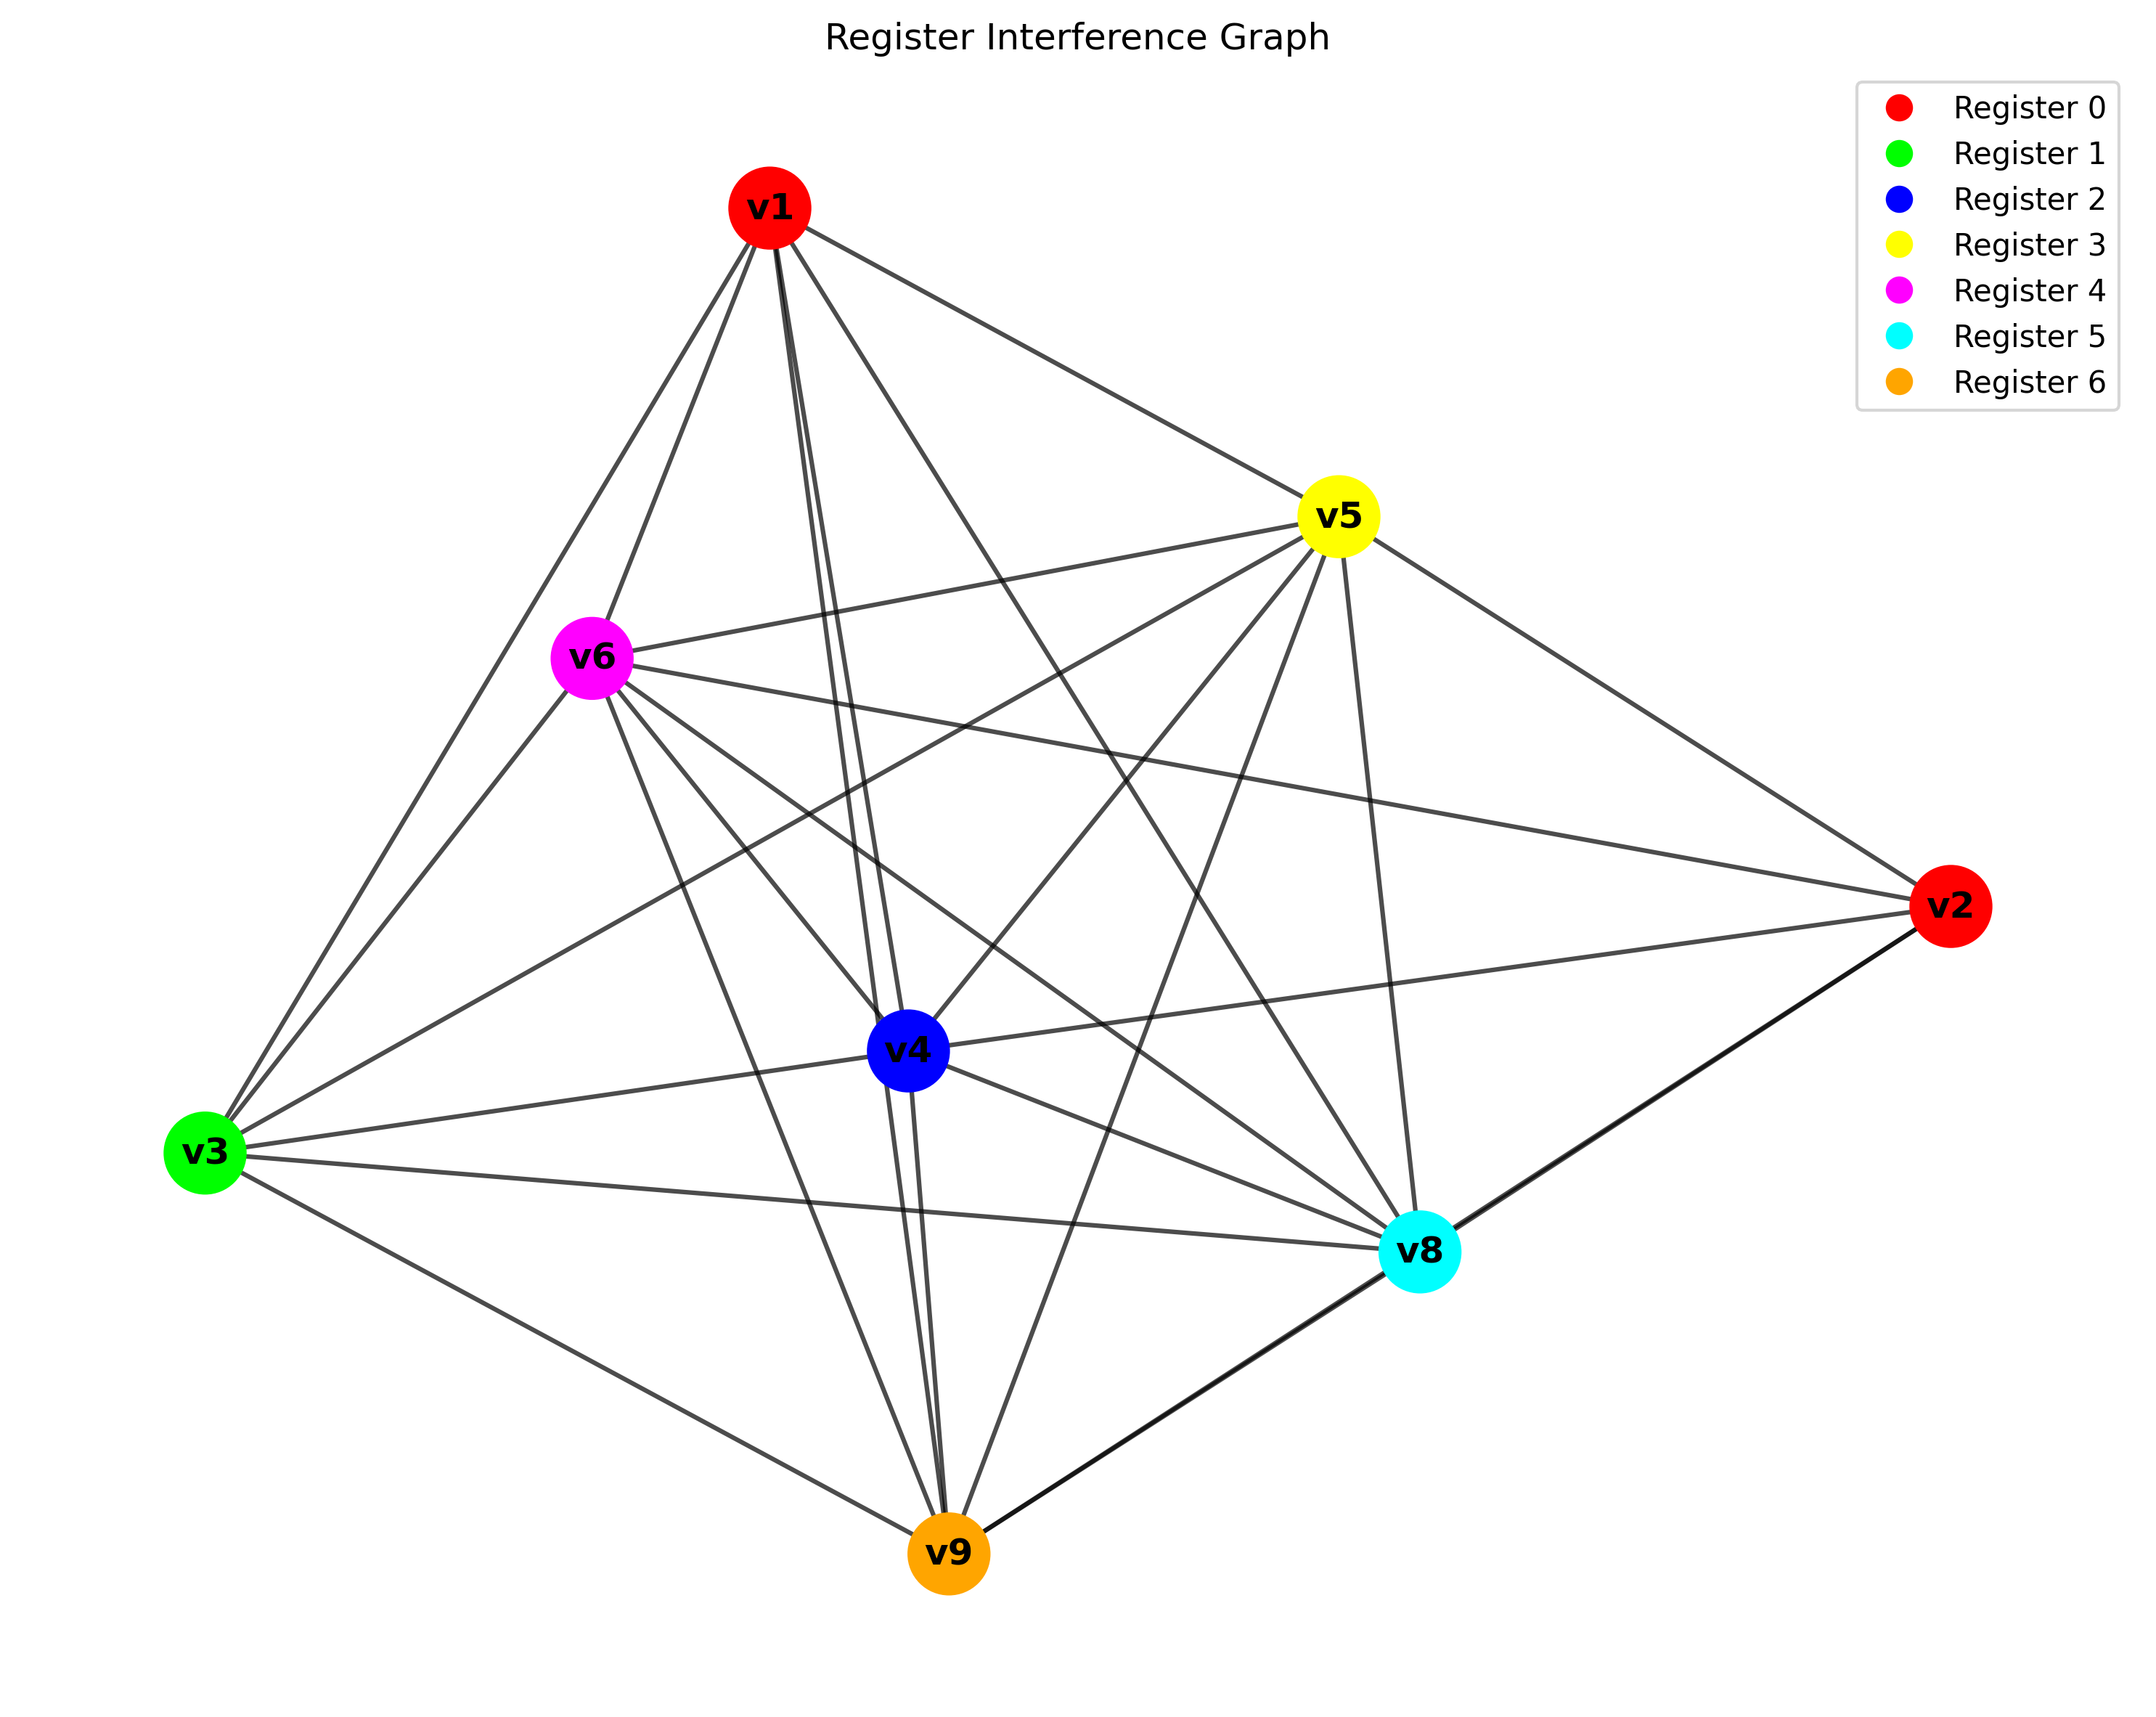 Register Interference Graph
Register 0
Register 1
Register 2
Register 3
Register 4
Register 5
Register 6
v1
v5
v6
v2
v4
v3
v8
v9